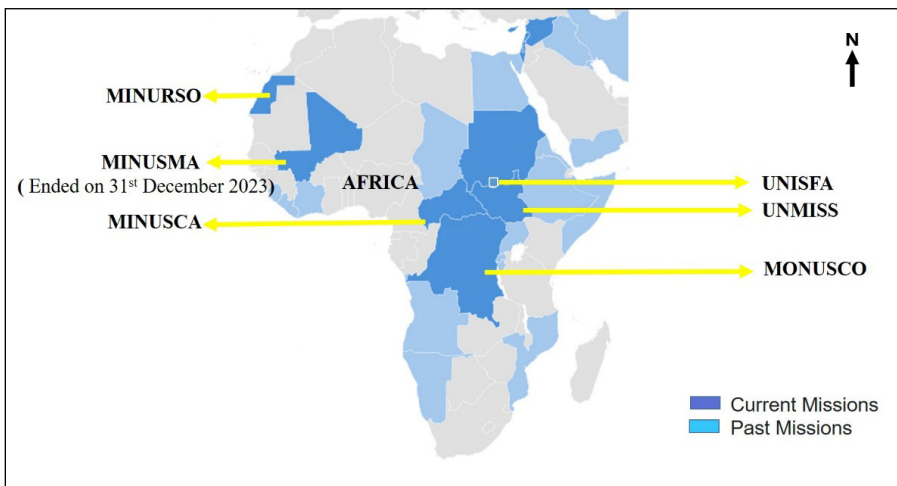 N
MINURSO
MINUSMA
( Ended on 31st December 2023)
AFRICA
MINUSCA
UNISFA
UNMISS
MONUSCO
Current Missions
Past Missions